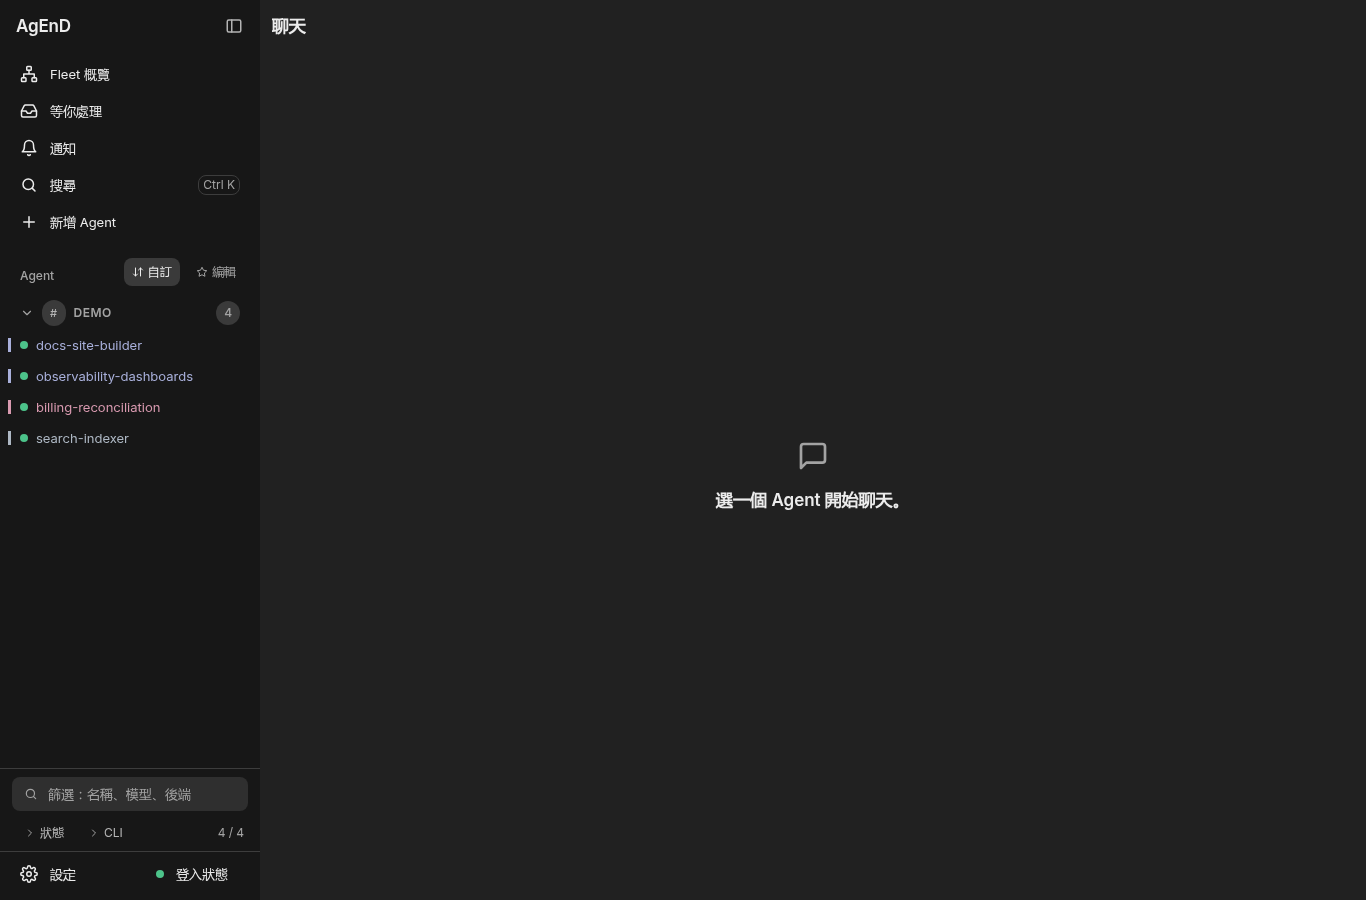 AgEnD
聊天
Fleet 概覽
等你處理
通知
搜尋 Ctrl K
新增 Agent
Agent 自訂 編輯
# DEMO 4
docs-site-builder
observability-dashboards
billing-reconciliation
search-indexer
選一個 Agent 開始聊天。
篩選：名稱、模型、後端
狀態 CLI 4 / 4
設定 登入狀態